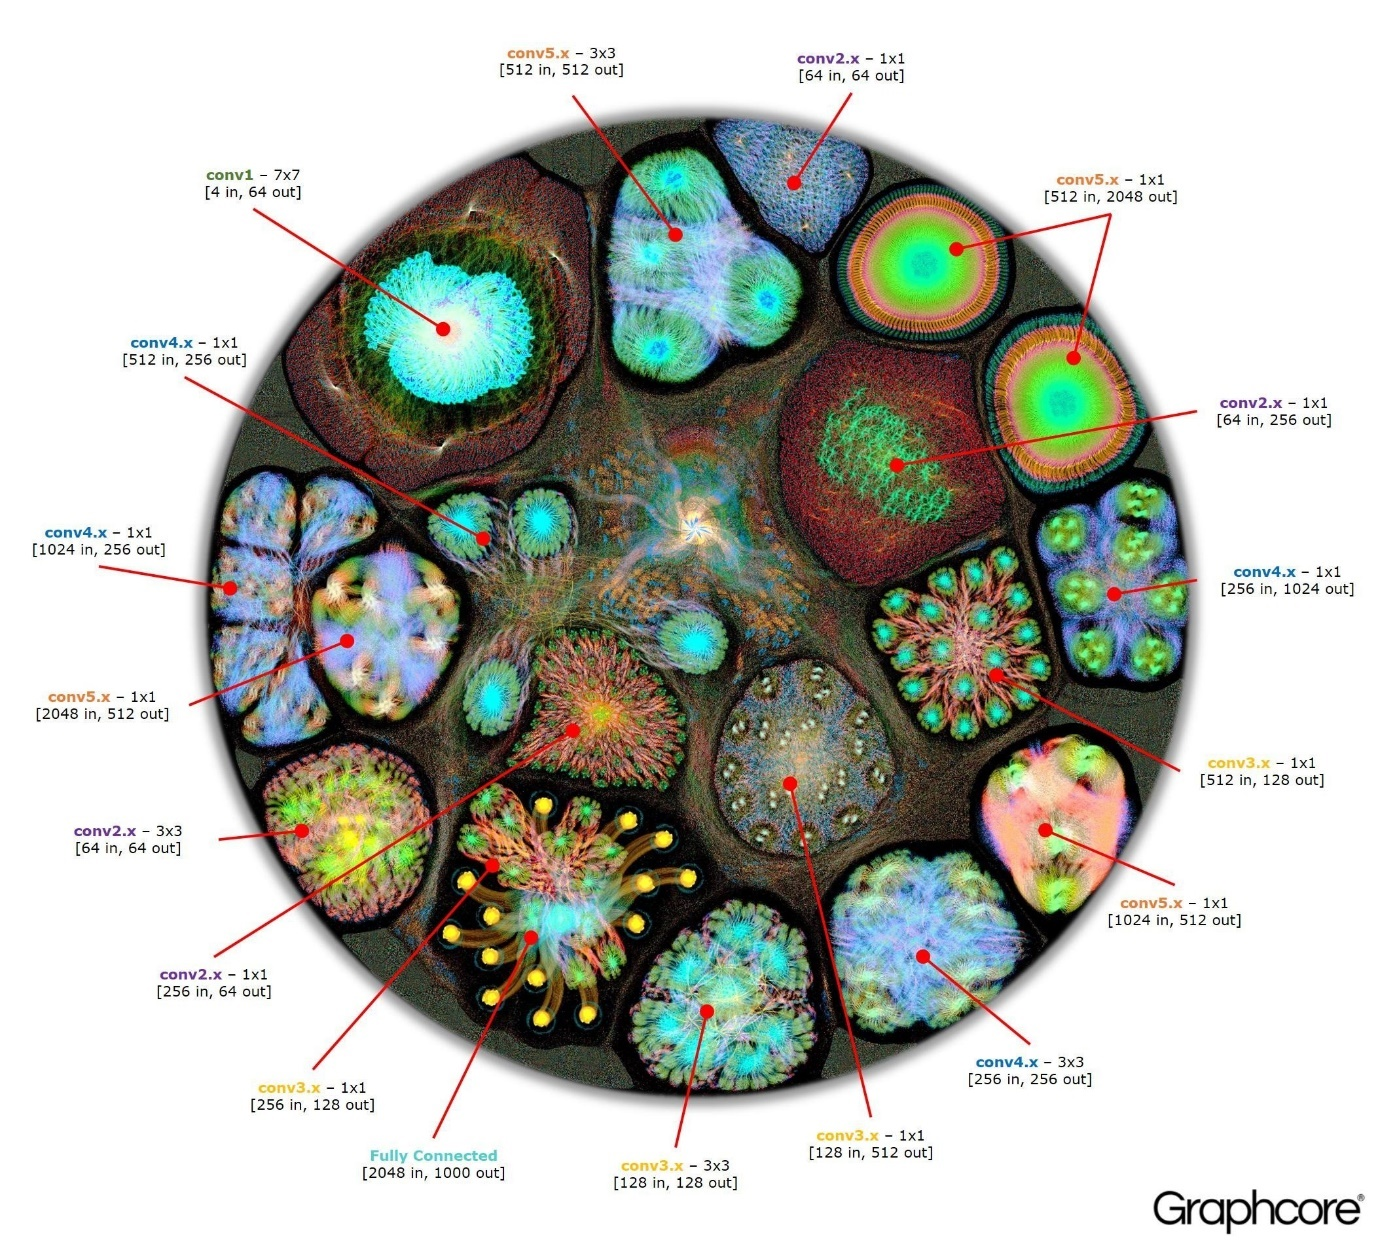 conv5.x – 3x3
[512 in, 512 out]
conv2.x – 1x1
[64 in, 64 out]
conv1 – 7x7
[4 in, 64 out]
conv5.x – 1x1
[512 in, 2048 out]
conv4.x – 1x1
[512 in, 256 out]
conv2.x – 1x1
[64 in, 256 out]
conv4.x – 1x1
[1024 in, 256 out]
conv4.x – 1x1
[256 in, 1024 out]
conv5.x – 1x1
[2048 in, 512 out]
conv3.x – 1x1
[512 in, 128 out]
conv2.x – 3x3
[64 in, 64 out]
conv5.x – 1x1
[1024 in, 512 out]
conv2.x – 1x1
[256 in, 64 out]
conv4.x – 3x3
[256 in, 256 out]
conv3.x – 1x1
[256 in, 128 out]
conv3.x – 1x1
[128 in, 512 out]
Fully Connected
[2048 in, 1000 out]
conv3.x – 3x3
[128 in, 128 out]
Graphcore®